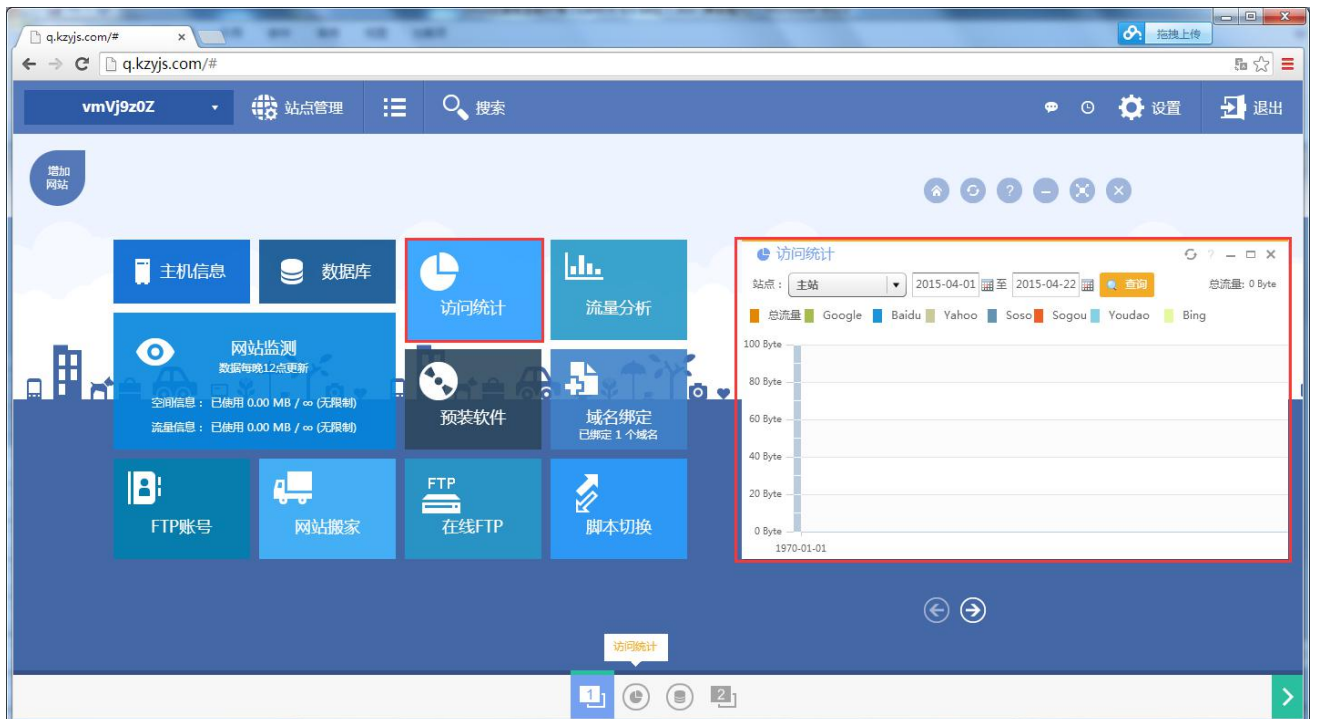 q.kzyjs.com/#
拖拽上传
q.kzyjs.com/#
vmVj9z0Z
站点管理
搜索
设置
退出
增加
网站
主机信息
数据库
访问统计
流量分析
网站监测
数据每晚12点更新
空间信息： 已使用 0.00 MB / ∞ (无限制)
流量信息： 已使用 0.00 MB / ∞ (无限制)
预装软件
域名绑定
已绑定 1 个域名
FTP账号
网站搬家
FTP
在线FTP
脚本切换
访问统计
站点： 主站 2015-04-01 至 2015-04-22 查询 总流量: 0 Byte
总流量 Google Baidu Yahoo Soso Sogou Youdao Bing
100 Byte
80 Byte
60 Byte
40 Byte
20 Byte
0 Byte
1970-01-01
访问统计
1
2